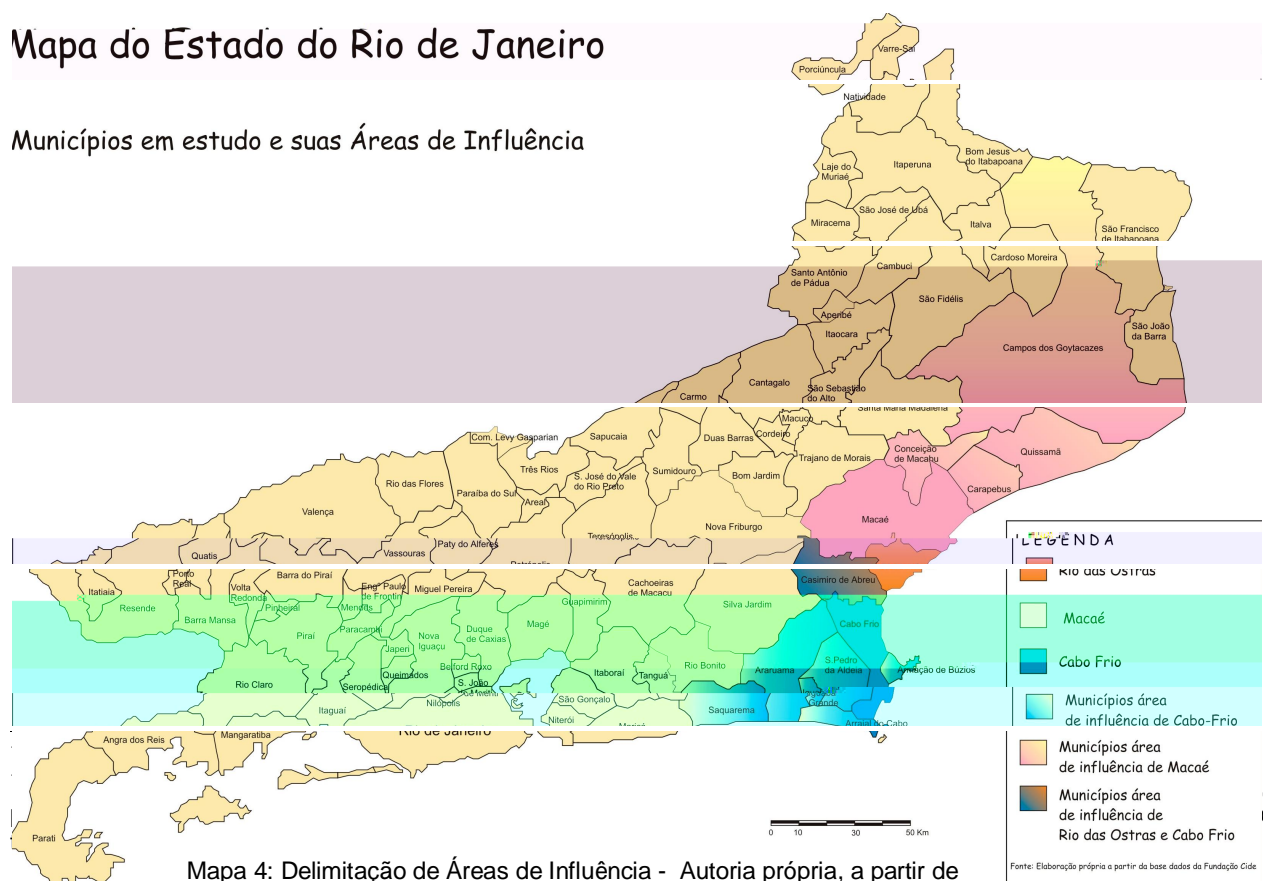 Mapa do Estado do Rio de Janeiro
Municípios em estudo e suas Áreas de Influência
Varre-Sai
Porciúncula
Natividade
Bom Jesus
do Itabapoana
Itaperuna
Laje do
Muriaé
São José de Ubá
Miracema
Italva
São Francisco
de Itabapoana
Cardoso Moreira
Cambuci
Santo Antônio
de Pádua
São Fidélis
Aperibé
Itaocara
São João
da Barra
Campos dos Goytacazes
Cantagalo
São Sebastião
do Alto
Carmo
Santa Maria Madalena
Macuco
Cordeiro
Duas Barras
Sapucaia
Com. Levy Gasparian
Conceição
de Macabu
Quissamã
Trajano de Morais
Três Rios
Sumidouro
Bom Jardim
S. José do Vale
do Rio Preto
Rio das Flores
Paraíba do Sul
Areal
Carapebus
Valença
Macaé
Nova Friburgo
Teresópolis
Paty do Alferes
Quatis
Vassouras
Petrópolis
Porto
Real
Itatiaia
Volta
Redonda
Barra do Piraí
Engº Paulo
de Frontin
Miguel Pereira
Cachoeiras
de Macacu
Casimiro de Abreu
Resende
Barra Mansa
Pinheiral
Mendes
Guapimirim
Silva Jardim
Piraí
Paracambi
Nova
Iguaçu
Duque
de Caxias
Magé
Cabo Frio
Japeri
Belford Roxo
Rio Bonito
Araruama
S.Pedro
da Aldeia
Armação de Búzios
Rio Claro
Seropédica
Queimados
S. João
Itaboraí
Tanguá
Nilópolis
Itaguaí
São Gonçalo
Saquarema
Grande
Niterói
Maricá
Arraial do Cabo
Rio de Janeiro
Mangaratiba
Angra dos Reis
Parati
LEGENDA
Rio das Ostras
Macaé
Cabo Frio
Municípios área
de influência de Cabo-Frio
Municípios área
de influência de Macaé
Municípios área
de influência de
Rio das Ostras e Cabo Frio
0 10 30 50 Km
Fonte: Elaboração própria a partir da base dados da Fundação Cide
Mapa 4: Delimitação de Áreas de Influência - Autoria própria, a partir de